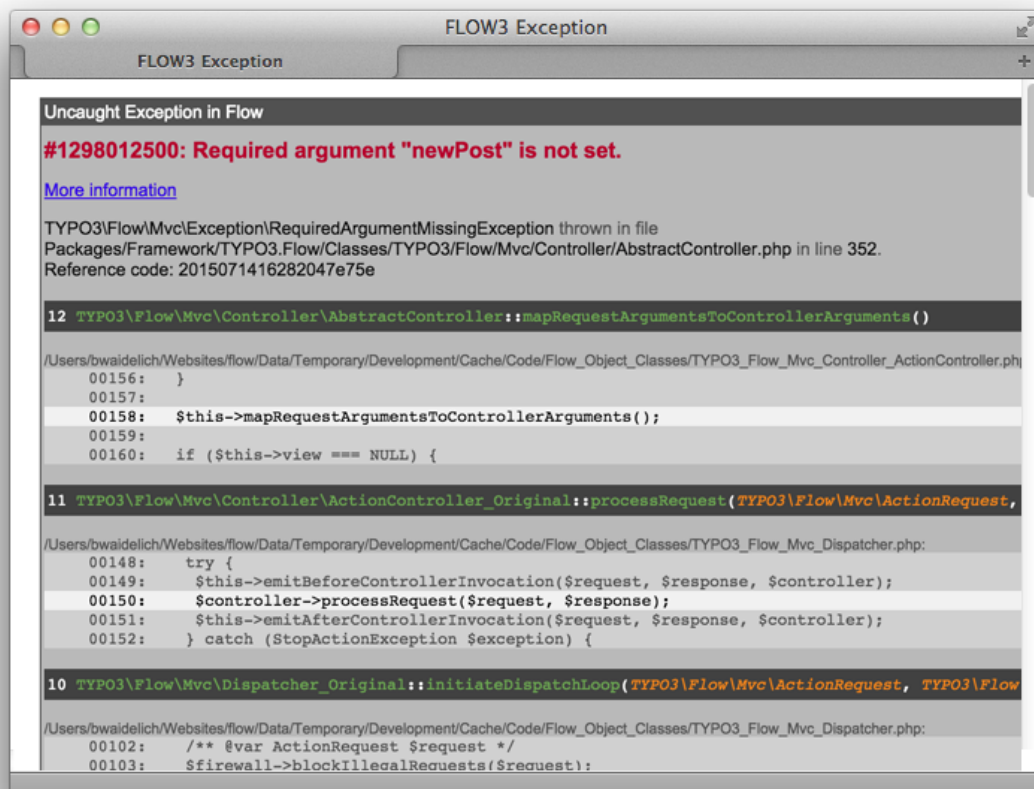 FLOW3 Exception
FLOW3 Exception
Uncaught Exception in Flow
#1298012500: Required argument "newPost" is not set.
More information
TYPO3\Flow\Mvc\Exception\RequiredArgumentMissingException thrown in file
Packages/Framework/TYPO3.Flow/Classes/TYPO3/Flow/Mvc/Controller/AbstractController.php in line 352.
Reference code: 2015071416282047e75e
12 TYPO3\Flow\Mvc\Controller\AbstractController::mapRequestArgumentsToControllerArguments()
/Users/bwaidelich/Websites/flow/Data/Temporary/Development/Cache/Code/Flow_Object_Classes/TYPO3_Flow_Mvc_Controller_ActionController.php
00156: }
00157:
00158: $this->mapRequestArgumentsToControllerArguments();
00159:
00160: if ($this->view === NULL) {
11 TYPO3\Flow\Mvc\Controller\ActionController_Original::processRequest(TYPO3\Flow\Mvc\ActionRequest,
/Users/bwaidelich/Websites/flow/Data/Temporary/Development/Cache/Code/Flow_Object_Classes/TYPO3_Flow_Mvc_Dispatcher.php:
00148: try {
00149: $this->emitBeforeControllerInvocation($request, $response, $controller);
00150: $controller->processRequest($request, $response);
00151: $this->emitAfterControllerInvocation($request, $response, $controller);
00152: } catch (StopActionException $exception) {
10 TYPO3\Flow\Mvc\Dispatcher_Original::initiateDispatchLoop(TYPO3\Flow\Mvc\ActionRequest, TYPO3\Flow
/Users/bwaidelich/Websites/flow/Data/Temporary/Development/Cache/Code/Flow_Object_Classes/TYPO3_Flow_Mvc_Dispatcher.php:
00102: /** @var ActionRequest $request */
00103: $firewall->blockIllegalRequests($request);